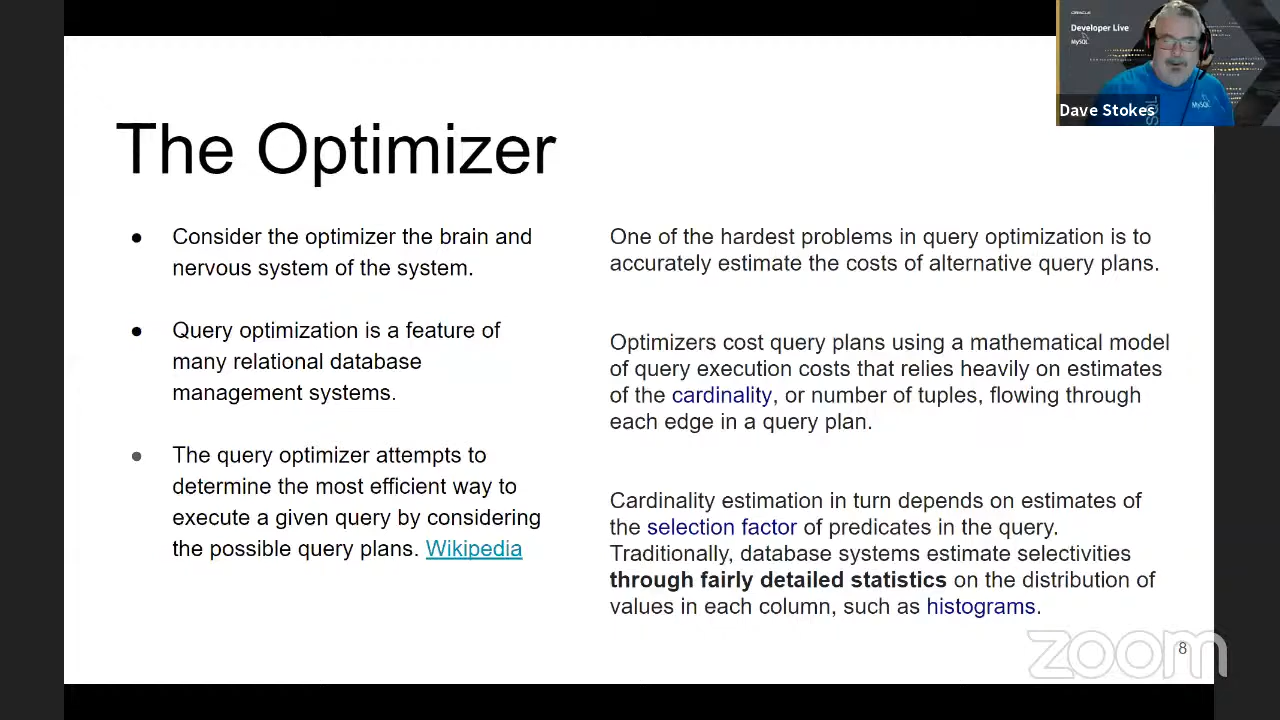 ORACLE
Developer Live
MySQL
MySQL
Dave Stokes
The Optimizer
● Consider the optimizer the brain and
nervous system of the system.
● Query optimization is a feature of
many relational database
management systems.
● The query optimizer attempts to
determine the most efficient way to
execute a given query by considering
the possible query plans. Wikipedia
One of the hardest problems in query optimization is to
accurately estimate the costs of alternative query plans.
Optimizers cost query plans using a mathematical model
of query execution costs that relies heavily on estimates
of the cardinality, or number of tuples, flowing through
each edge in a query plan.
Cardinality estimation in turn depends on estimates of
the selection factor of predicates in the query.
Traditionally, database systems estimate selectivities
through fairly detailed statistics on the distribution of
values in each column, such as histograms.
8
zoom